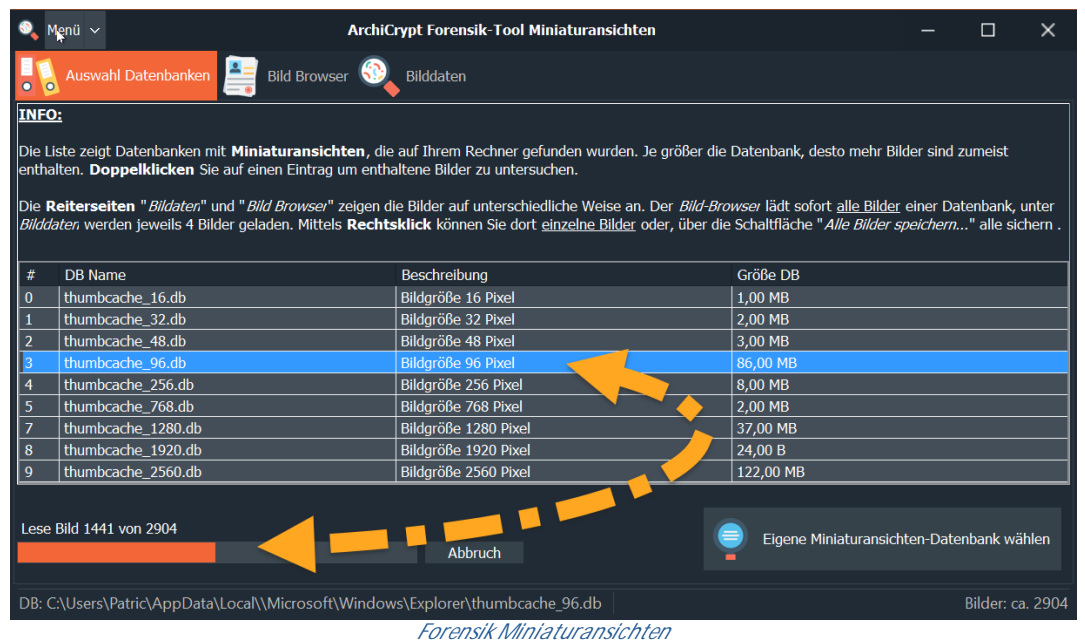 Menü
ArchiCrypt Forensik-Tool Miniaturansichten
Auswahl Datenbanken
Bild Browser
Bilddaten
INFO:
Die Liste zeigt Datenbanken mit Miniaturansichten, die auf Ihrem Rechner gefunden wurden. Je größer die Datenbank, desto mehr Bilder sind zumeist
enthalten. Doppelklicken Sie auf einen Eintrag um enthaltene Bilder zu untersuchen.
Die Reiterseiten "Bildaten" und "Bild Browser" zeigen die Bilder auf unterschiedliche Weise an. Der Bild-Browser lädt sofort alle Bilder einer Datenbank, unter
Bilddaten werden jeweils 4 Bilder geladen. Mittels Rechtsklick können Sie dort einzelne Bilder oder, über die Schaltfläche "Alle Bilder speichern..." alle sichern .
# DB Name Beschreibung Größe DB
0 thumbcache_16.db Bildgröße 16 Pixel 1,00 MB
1 thumbcache_32.db Bildgröße 32 Pixel 2,00 MB
2 thumbcache_48.db Bildgröße 48 Pixel 3,00 MB
3 thumbcache_96.db Bildgröße 96 Pixel 86,00 MB
4 thumbcache_256.db Bildgröße 256 Pixel 8,00 MB
5 thumbcache_768.db Bildgröße 768 Pixel 2,00 MB
7 thumbcache_1280.db Bildgröße 1280 Pixel 37,00 MB
8 thumbcache_1920.db Bildgröße 1920 Pixel 24,00 B
9 thumbcache_2560.db Bildgröße 2560 Pixel 122,00 MB
Lese Bild 1441 von 2904
Abbruch
Eigene Miniaturansichten-Datenbank wählen
DB: C:\Users\Patric\AppData\Local\\Microsoft\Windows\Explorer\thumbcache_96.db
Bilder: ca. 2904
Forensik Miniaturansichten